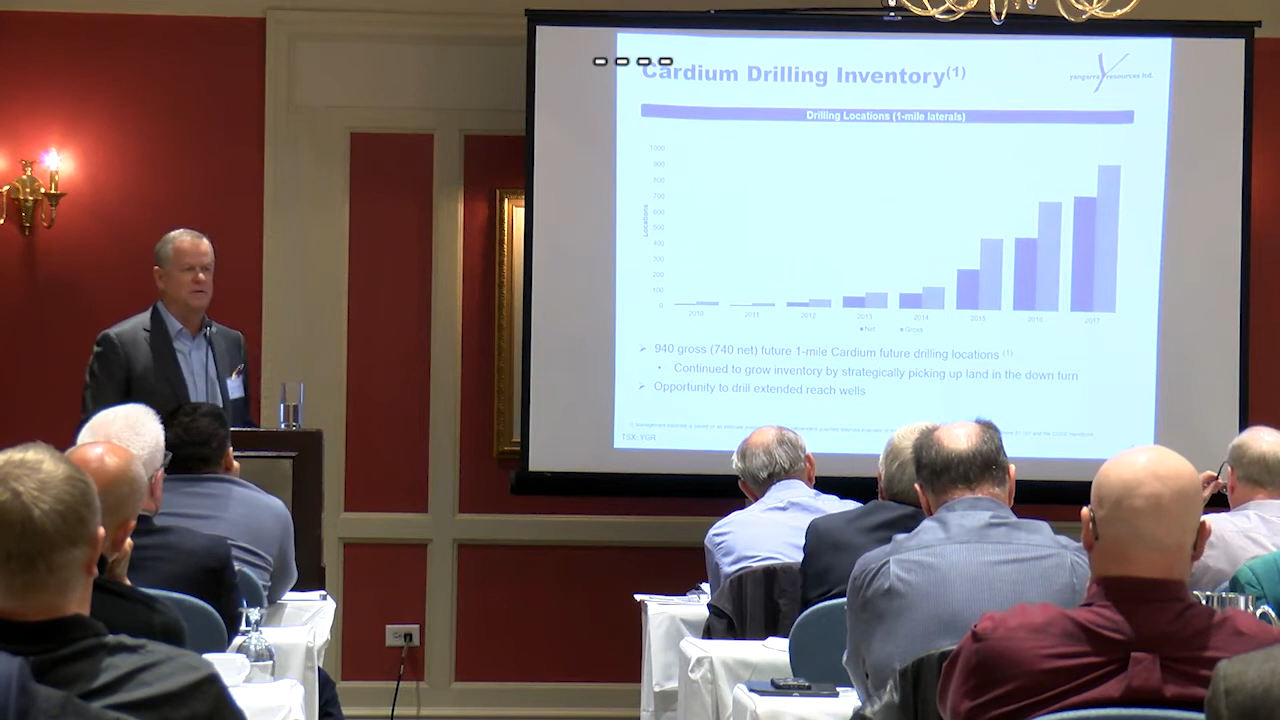 Cardium Drilling Inventory(1)
yangarra resources ltd.
Drilling Locations (1-mile laterals)
1000
900
800
700
600
500
400
300
200
100
0
Locations
2010 2011 2012 2013 2014 2015 2016 2017
Net Gross
940 gross (740 net) future 1-mile Cardium future drilling locations (1)
Continued to grow inventory by strategically picking up land in the down turn
Opportunity to drill extended reach wells
TSX: YGR